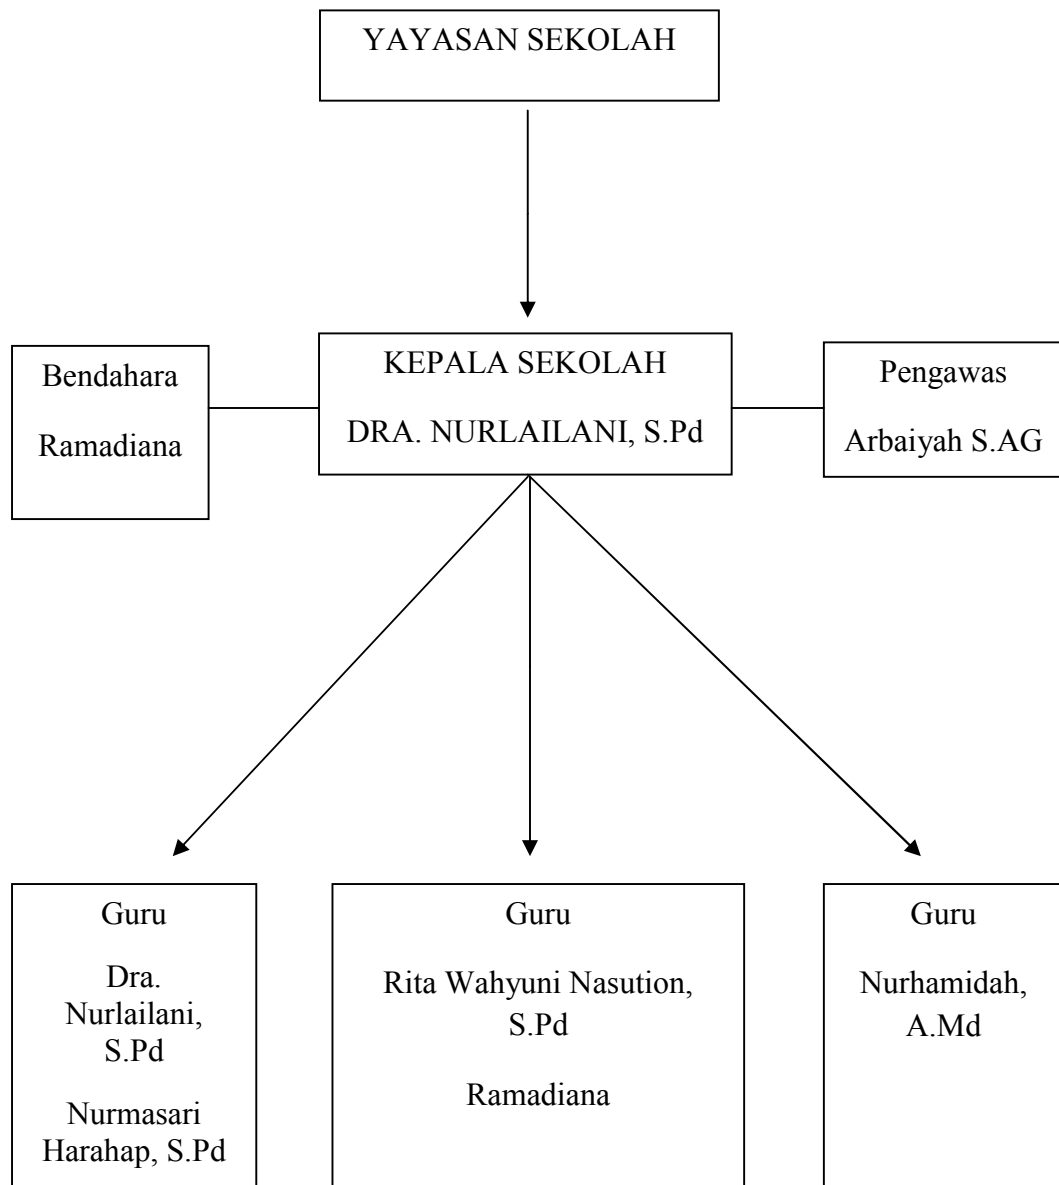 YAYASAN SEKOLAH
Bendahara
Ramadiana
KEPALA SEKOLAH
DRA. NURLAILANI, S.Pd
Pengawas
Arbaiyah S.AG
Guru
Dra.
Nurlailani,
S.Pd
Nurmasari
Harahap, S.Pd
Guru
Rita Wahyuni Nasution,
S.Pd
Ramadiana
Guru
Nurhamidah,
A.Md